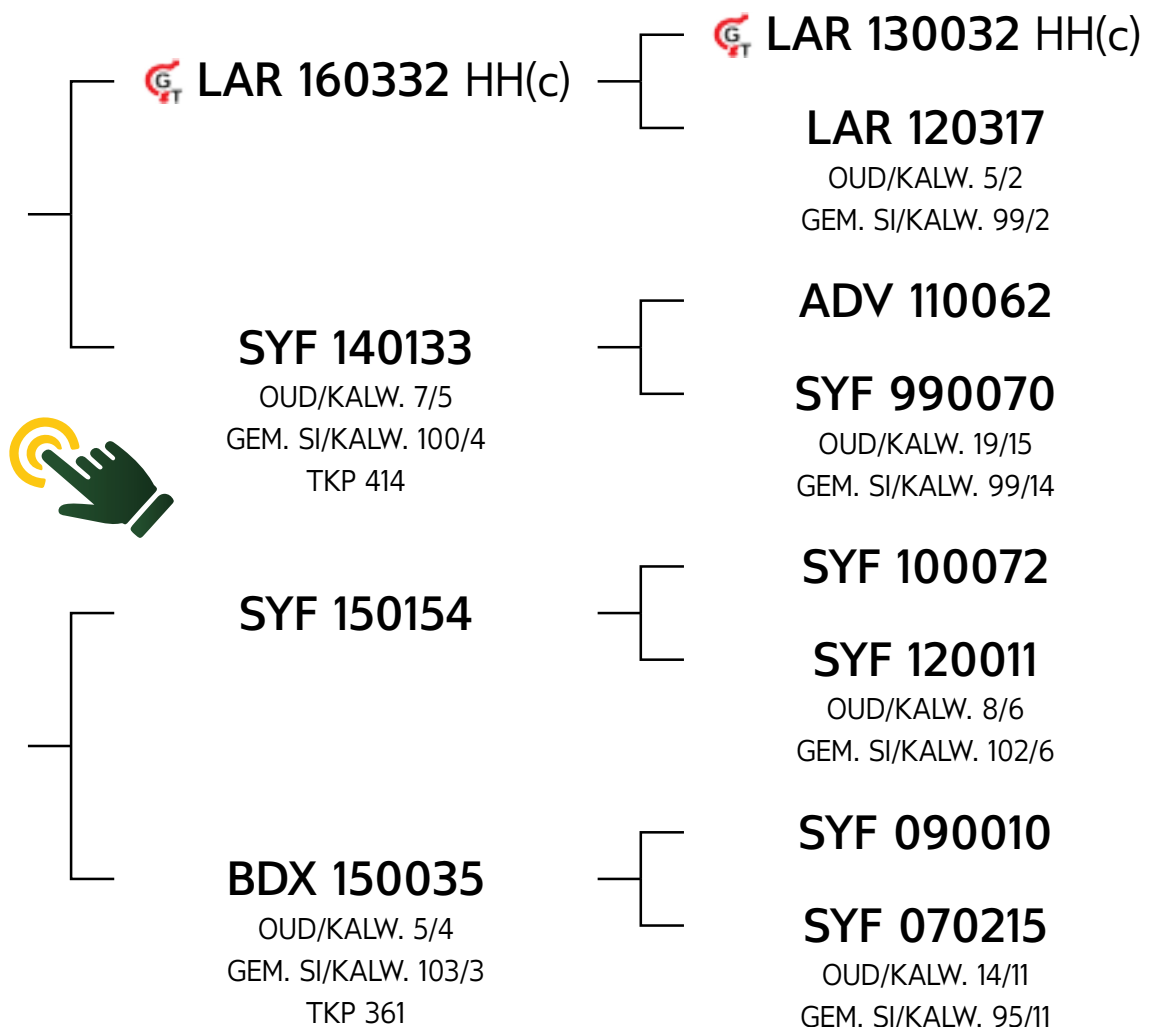 GT LAR 160332 HH(c)
GT LAR 130032 HH(c)
LAR 120317
OUD/KALW. 5/2
GEM. SI/KALW. 99/2
SYF 140133
OUD/KALW. 7/5
GEM. SI/KALW. 100/4
TKP 414
ADV 110062
SYF 990070
OUD/KALW. 19/15
GEM. SI/KALW. 99/14
SYF 150154
SYF 100072
SYF 120011
OUD/KALW. 8/6
GEM. SI/KALW. 102/6
BDX 150035
OUD/KALW. 5/4
GEM. SI/KALW. 103/3
TKP 361
SYF 090010
SYF 070215
OUD/KALW. 14/11
GEM. SI/KALW. 95/11